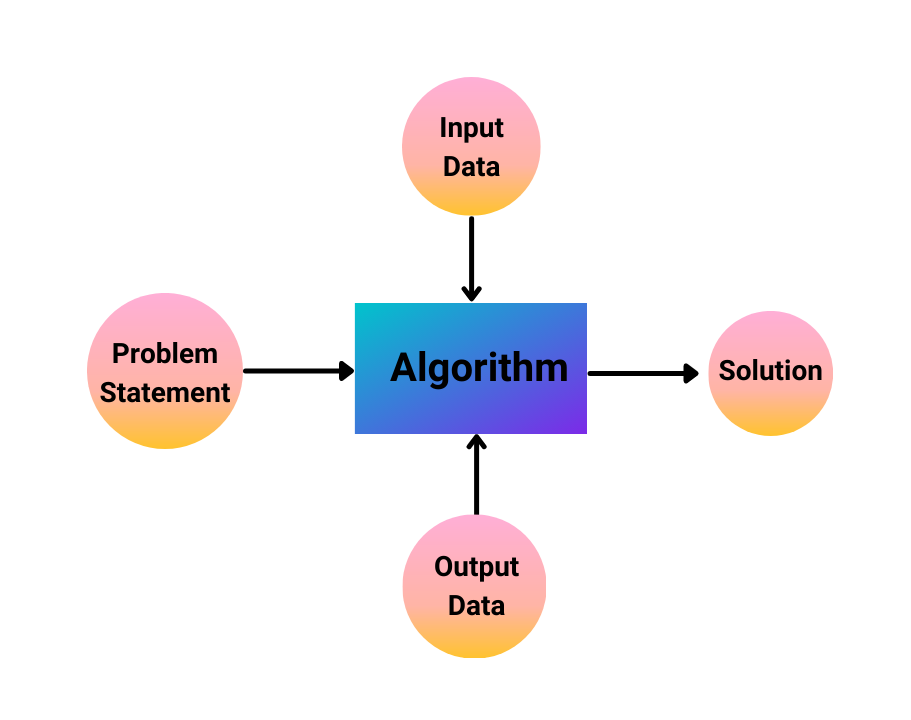 Input
Data
Problem
Statement
Algorithm
Solution
Output
Data